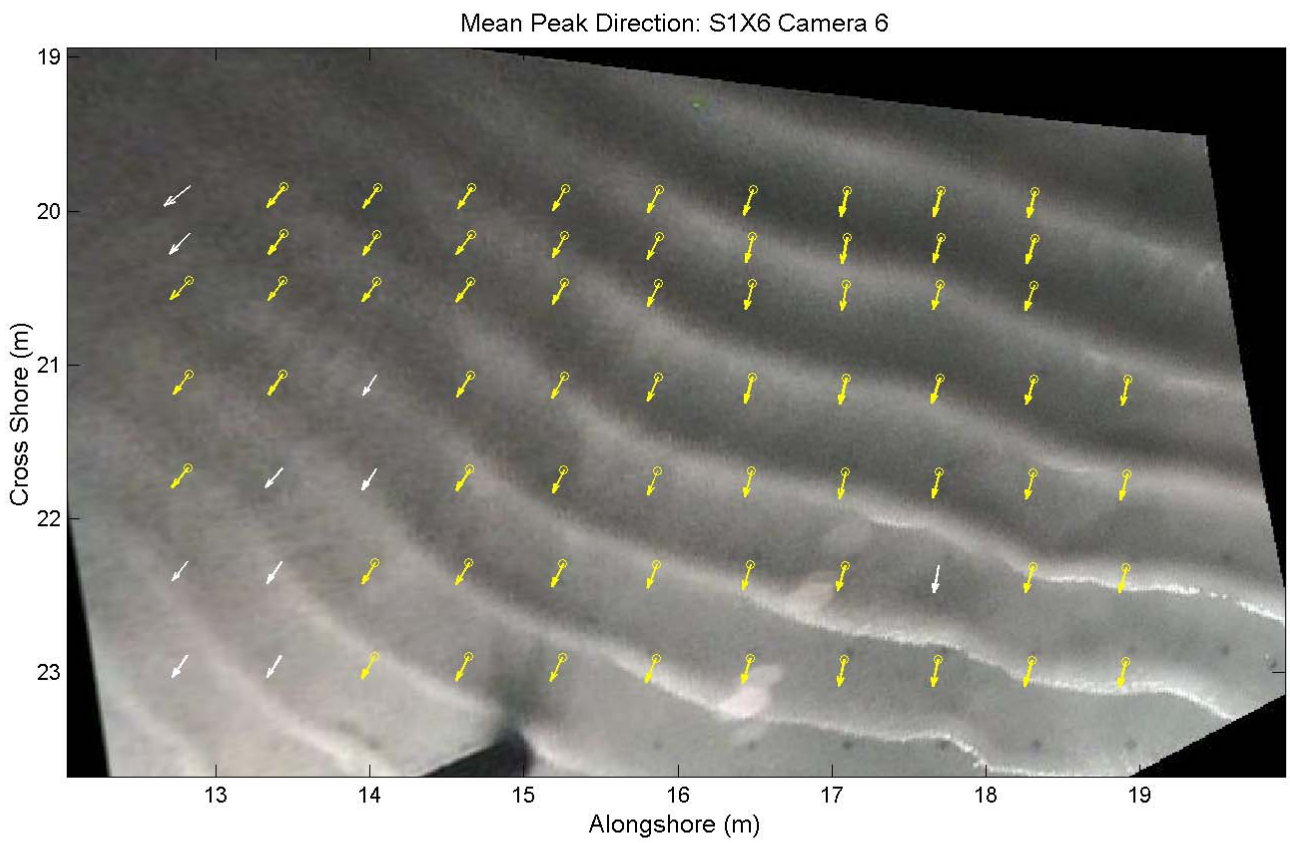 Mean Peak Direction: S1X6 Camera 6
19
20
21
22
23
Cross Shore (m)
13 14 15 16 17 18 19
Alongshore (m)